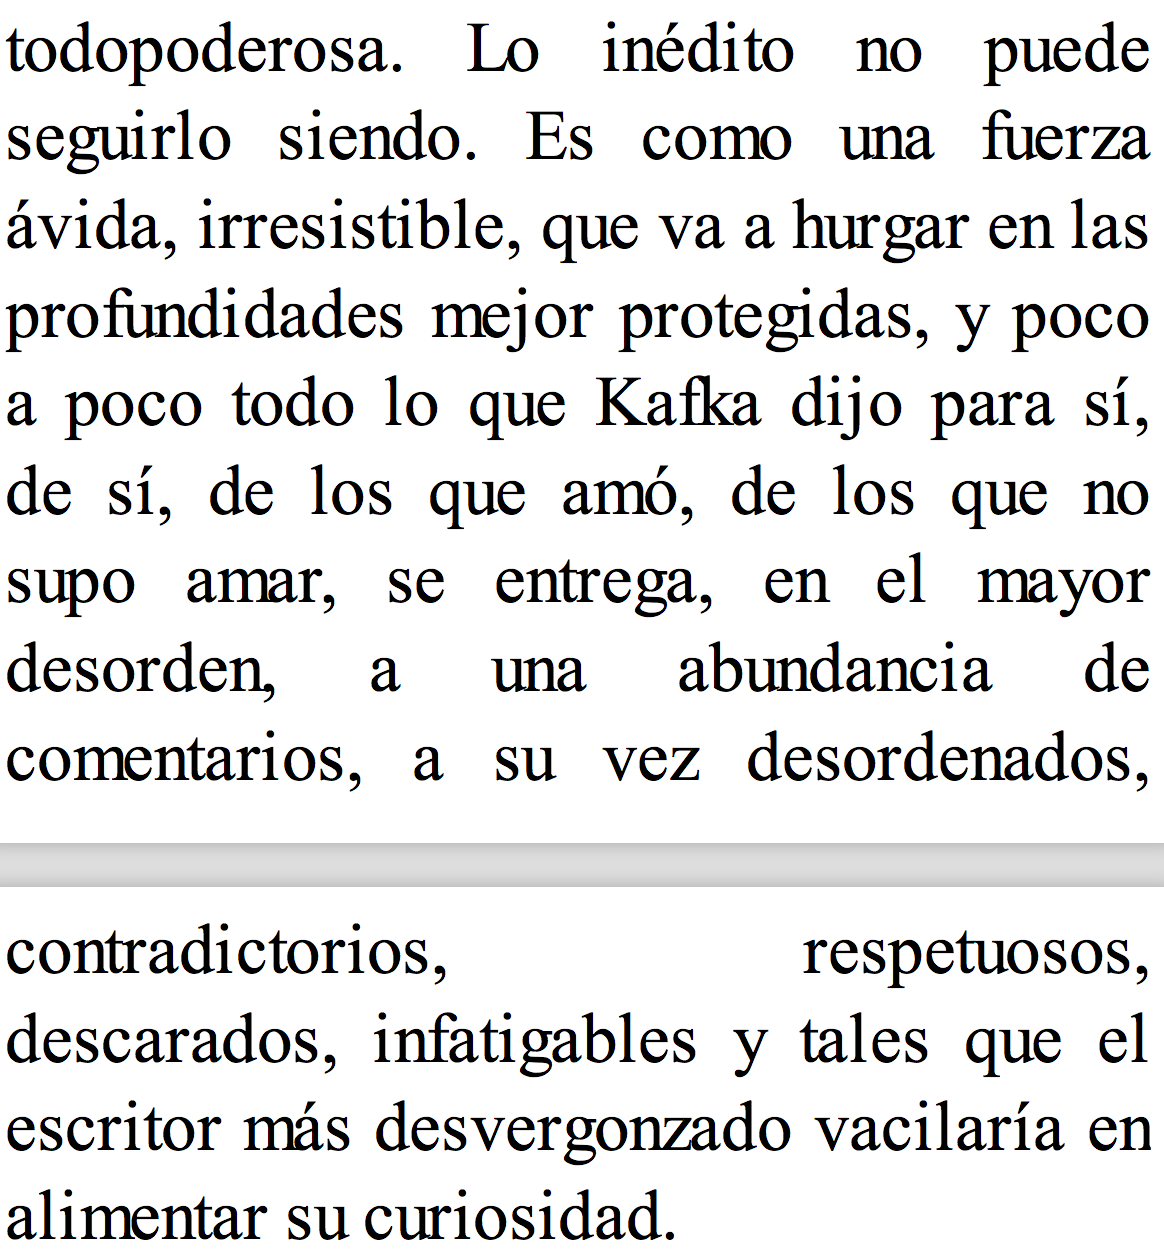 todopoderosa. Lo inédito no puede
seguirlo siendo. Es como una fuerza
ávida, irresistible, que va a hurgar en las
profundidades mejor protegidas, y poco
a poco todo lo que Kafka dijo para sí,
de sí, de los que amó, de los que no
supo amar, se entrega, en el mayor
desorden, a una abundancia de
comentarios, a su vez desordenados,
contradictorios, respetuosos,
descarados, infatigables y tales que el
escritor más desvergonzado vacilaría en
alimentar su curiosidad.